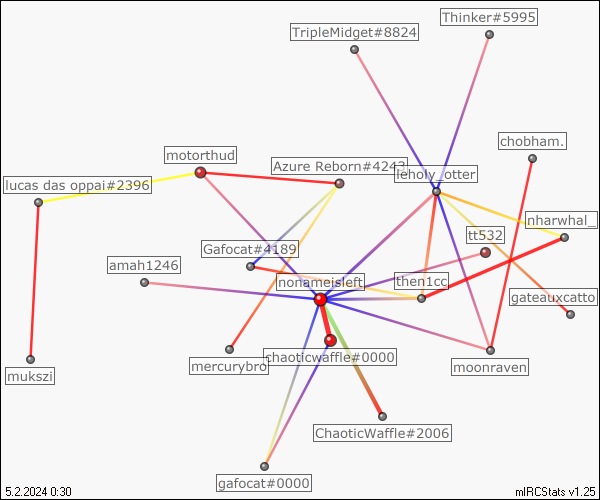 Thinker#5995
TripleMidget#8824
chobham.
motorthud
Azure Reborn#4243
leholy_otter
lucas das oppai#2396
nharwhal_
tt532
Gafocat#4189
amah1246
nonameisleft
then1cc
gateauxcatto
chaoticwaffle#0000
mercurybro
moonraven
mukszi
ChaoticWaffle#2006
gafocat#0000
5.2.2024 0:30
mIRCStats v1.25